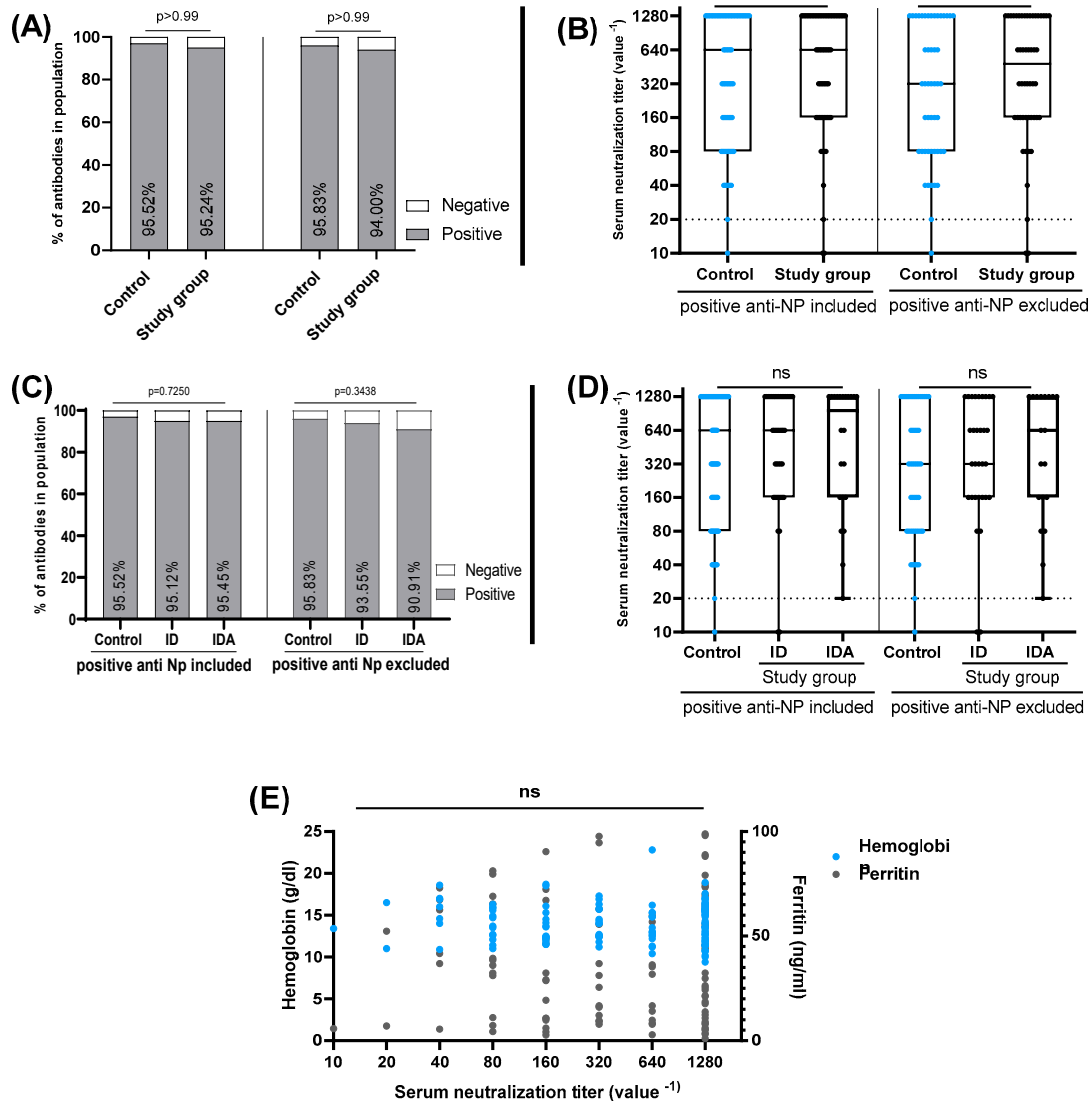 (A)
p>0.99
p>0.99
% of antibodies in population
100
80
60
40
20
0
95.52%
95.24%
95.83%
94.00%
Negative
Positive
Control
Study group
Control
Study group
(B)
Serum neutralization titer (value -1)
1280
640
320
160
80
40
20
10
Control
Study group
Control
Study group
positive anti-NP included
positive anti-NP excluded
(C)
p=0.7250
p=0.3438
% of antibodies in population
100
80
60
40
20
0
95.52%
95.12%
95.45%
95.83%
93.55%
90.91%
Negative
Positive
Control
ID
IDA
Control
ID
IDA
positive anti Np included
positive anti Np excluded
(D)
ns
ns
Serum neutralization titer (value -1)
1280
640
320
160
80
40
20
10
Control
ID
IDA
Control
ID
IDA
Study group
Study group
positive anti-NP included
positive anti-NP excluded
(E)
ns
Hemoglobin (g/dl)
25
20
15
10
5
0
100
50
0
Ferritin (ng/ml)
Hemoglobin
Ferritin
10
20
40
80
160
320
640
1280
Serum neutralization titer (value -1)